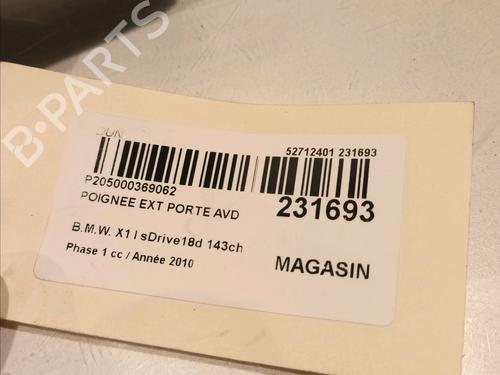 B-PARTS
52712401 231693
P205000369062
POIGNEE EXT PORTE AVD
231693
B.M.W. X1 I sDrive18d 143ch
Phase 1 cc / Année 2010
MAGASIN